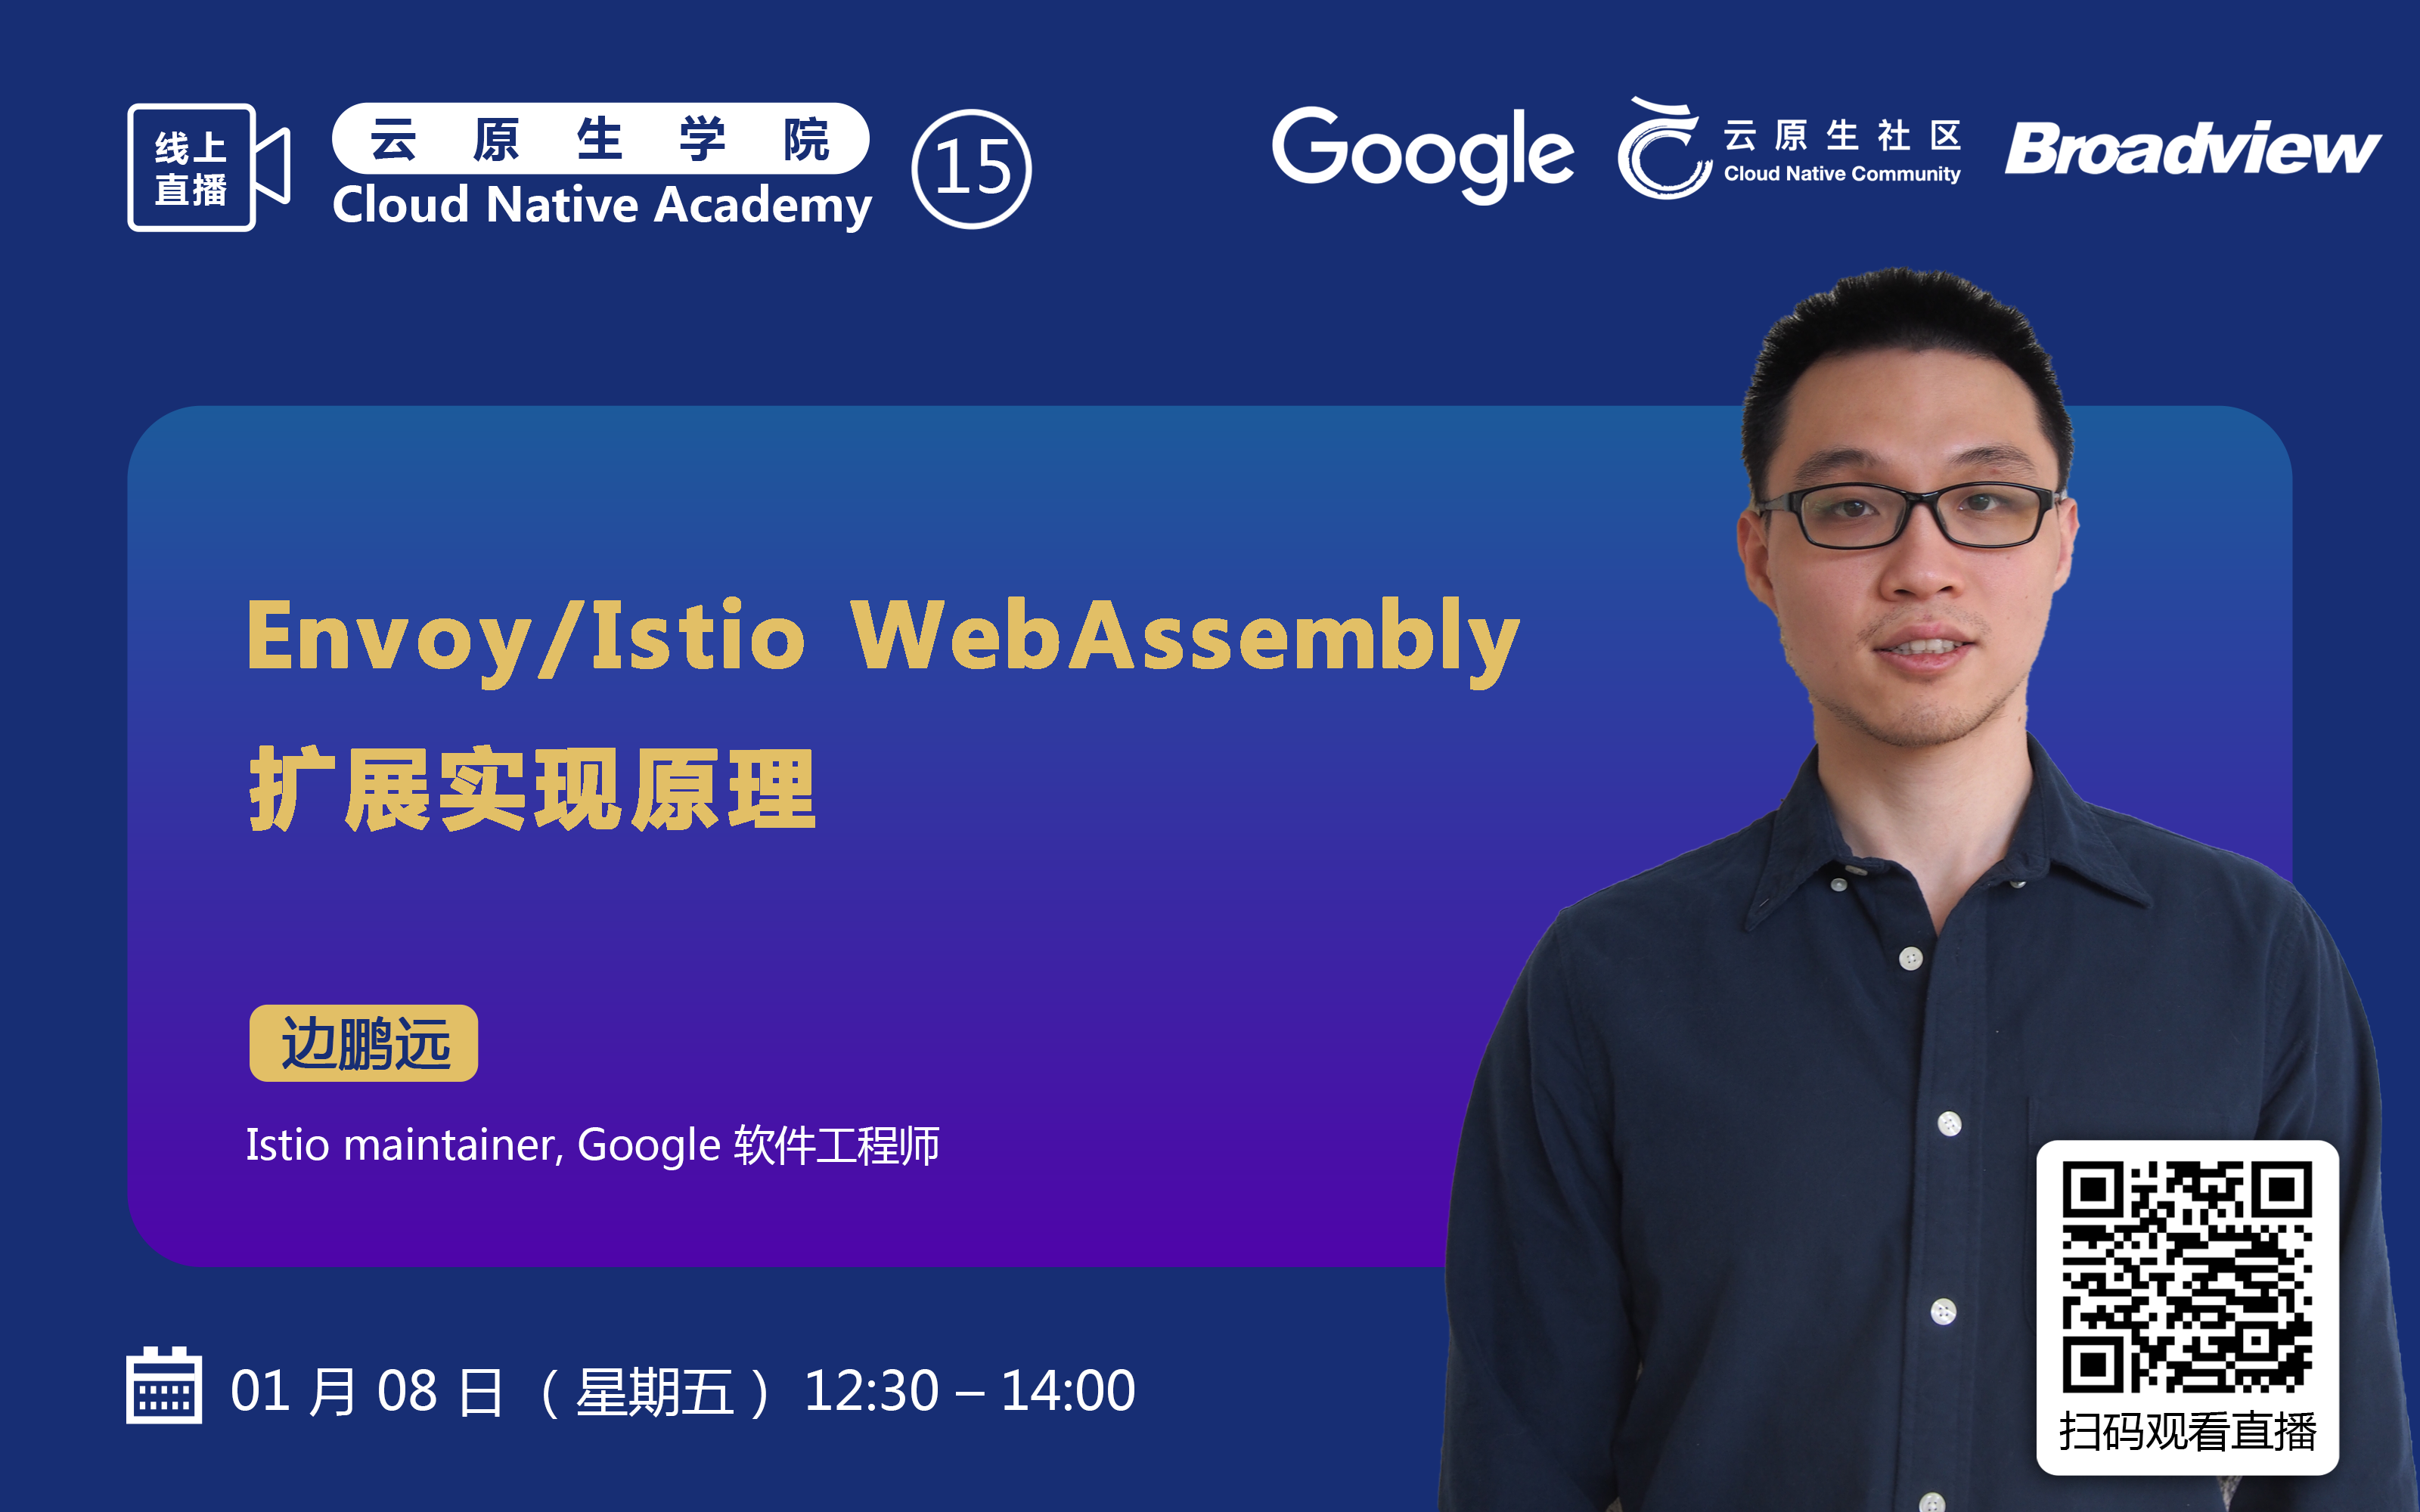 线上
直播
云原生学院
Cloud Native Academy
15
Google
云原生社区
Cloud Native Community
Broadview
Envoy/Istio WebAssembly
扩展实现原理
边鹏远
Istio maintainer, Google 软件工程师
01 月 08 日 (星期五) 12:30 – 14:00
扫码观看直播